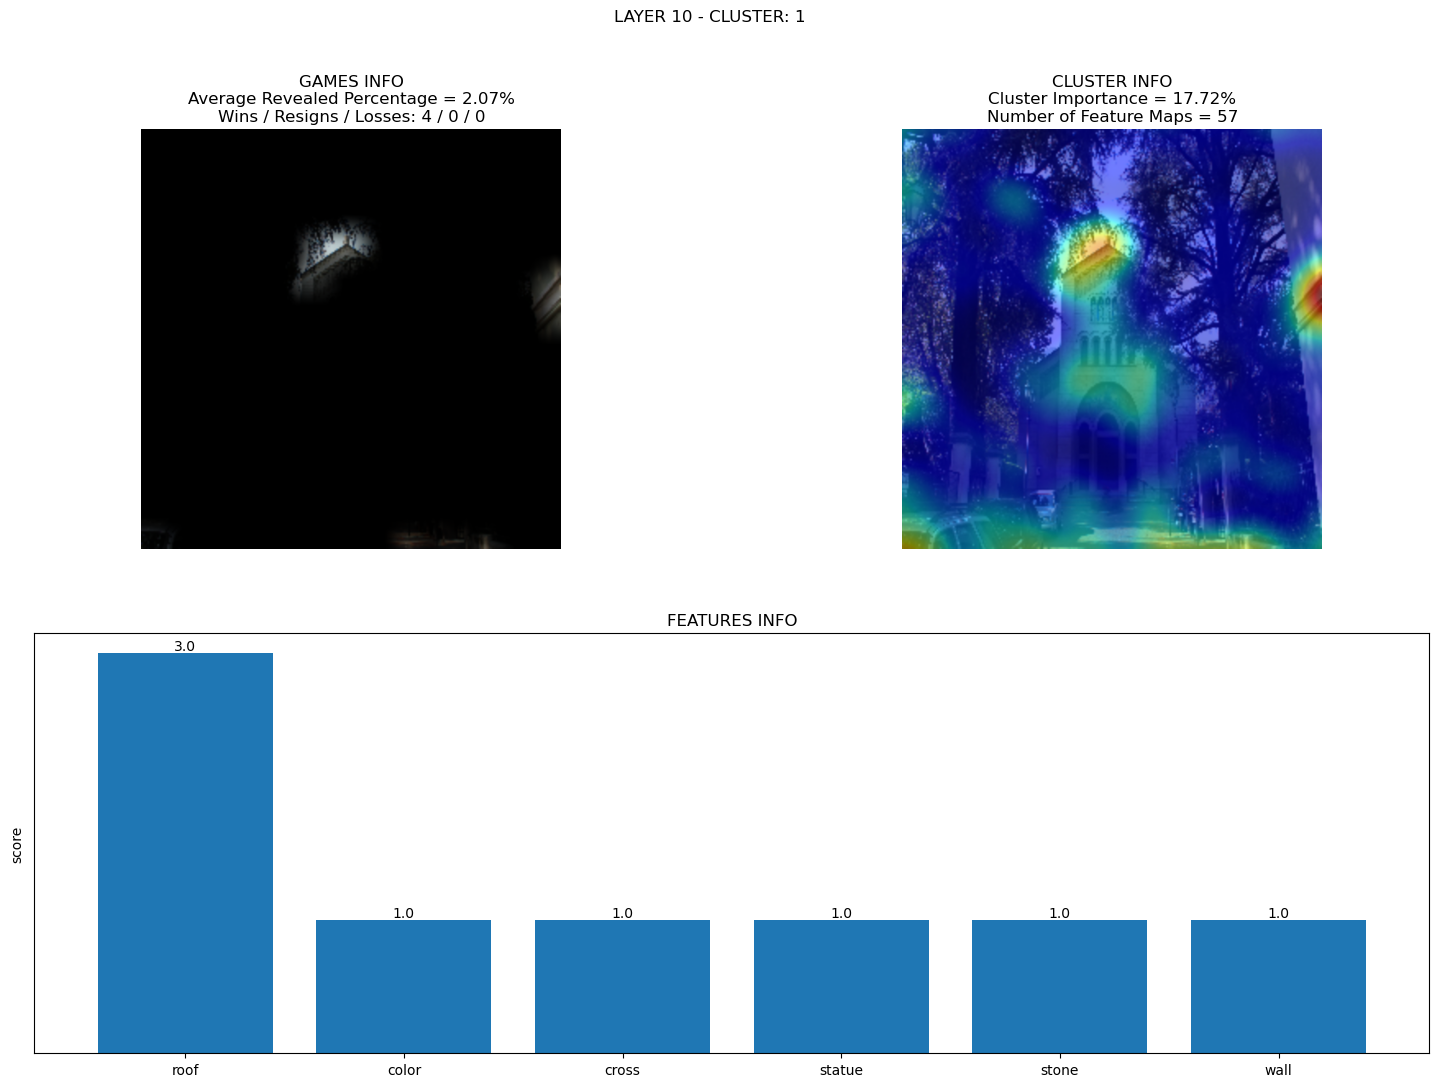 LAYER 10 - CLUSTER: 1
GAMES INFO
Average Revealed Percentage = 2.07%
Wins / Resigns / Losses: 4 / 0 / 0
CLUSTER INFO
Cluster Importance = 17.72%
Number of Feature Maps = 57
FEATURES INFO
score
3.0
1.0
1.0
1.0
1.0
1.0
roof
color
cross
statue
stone
wall